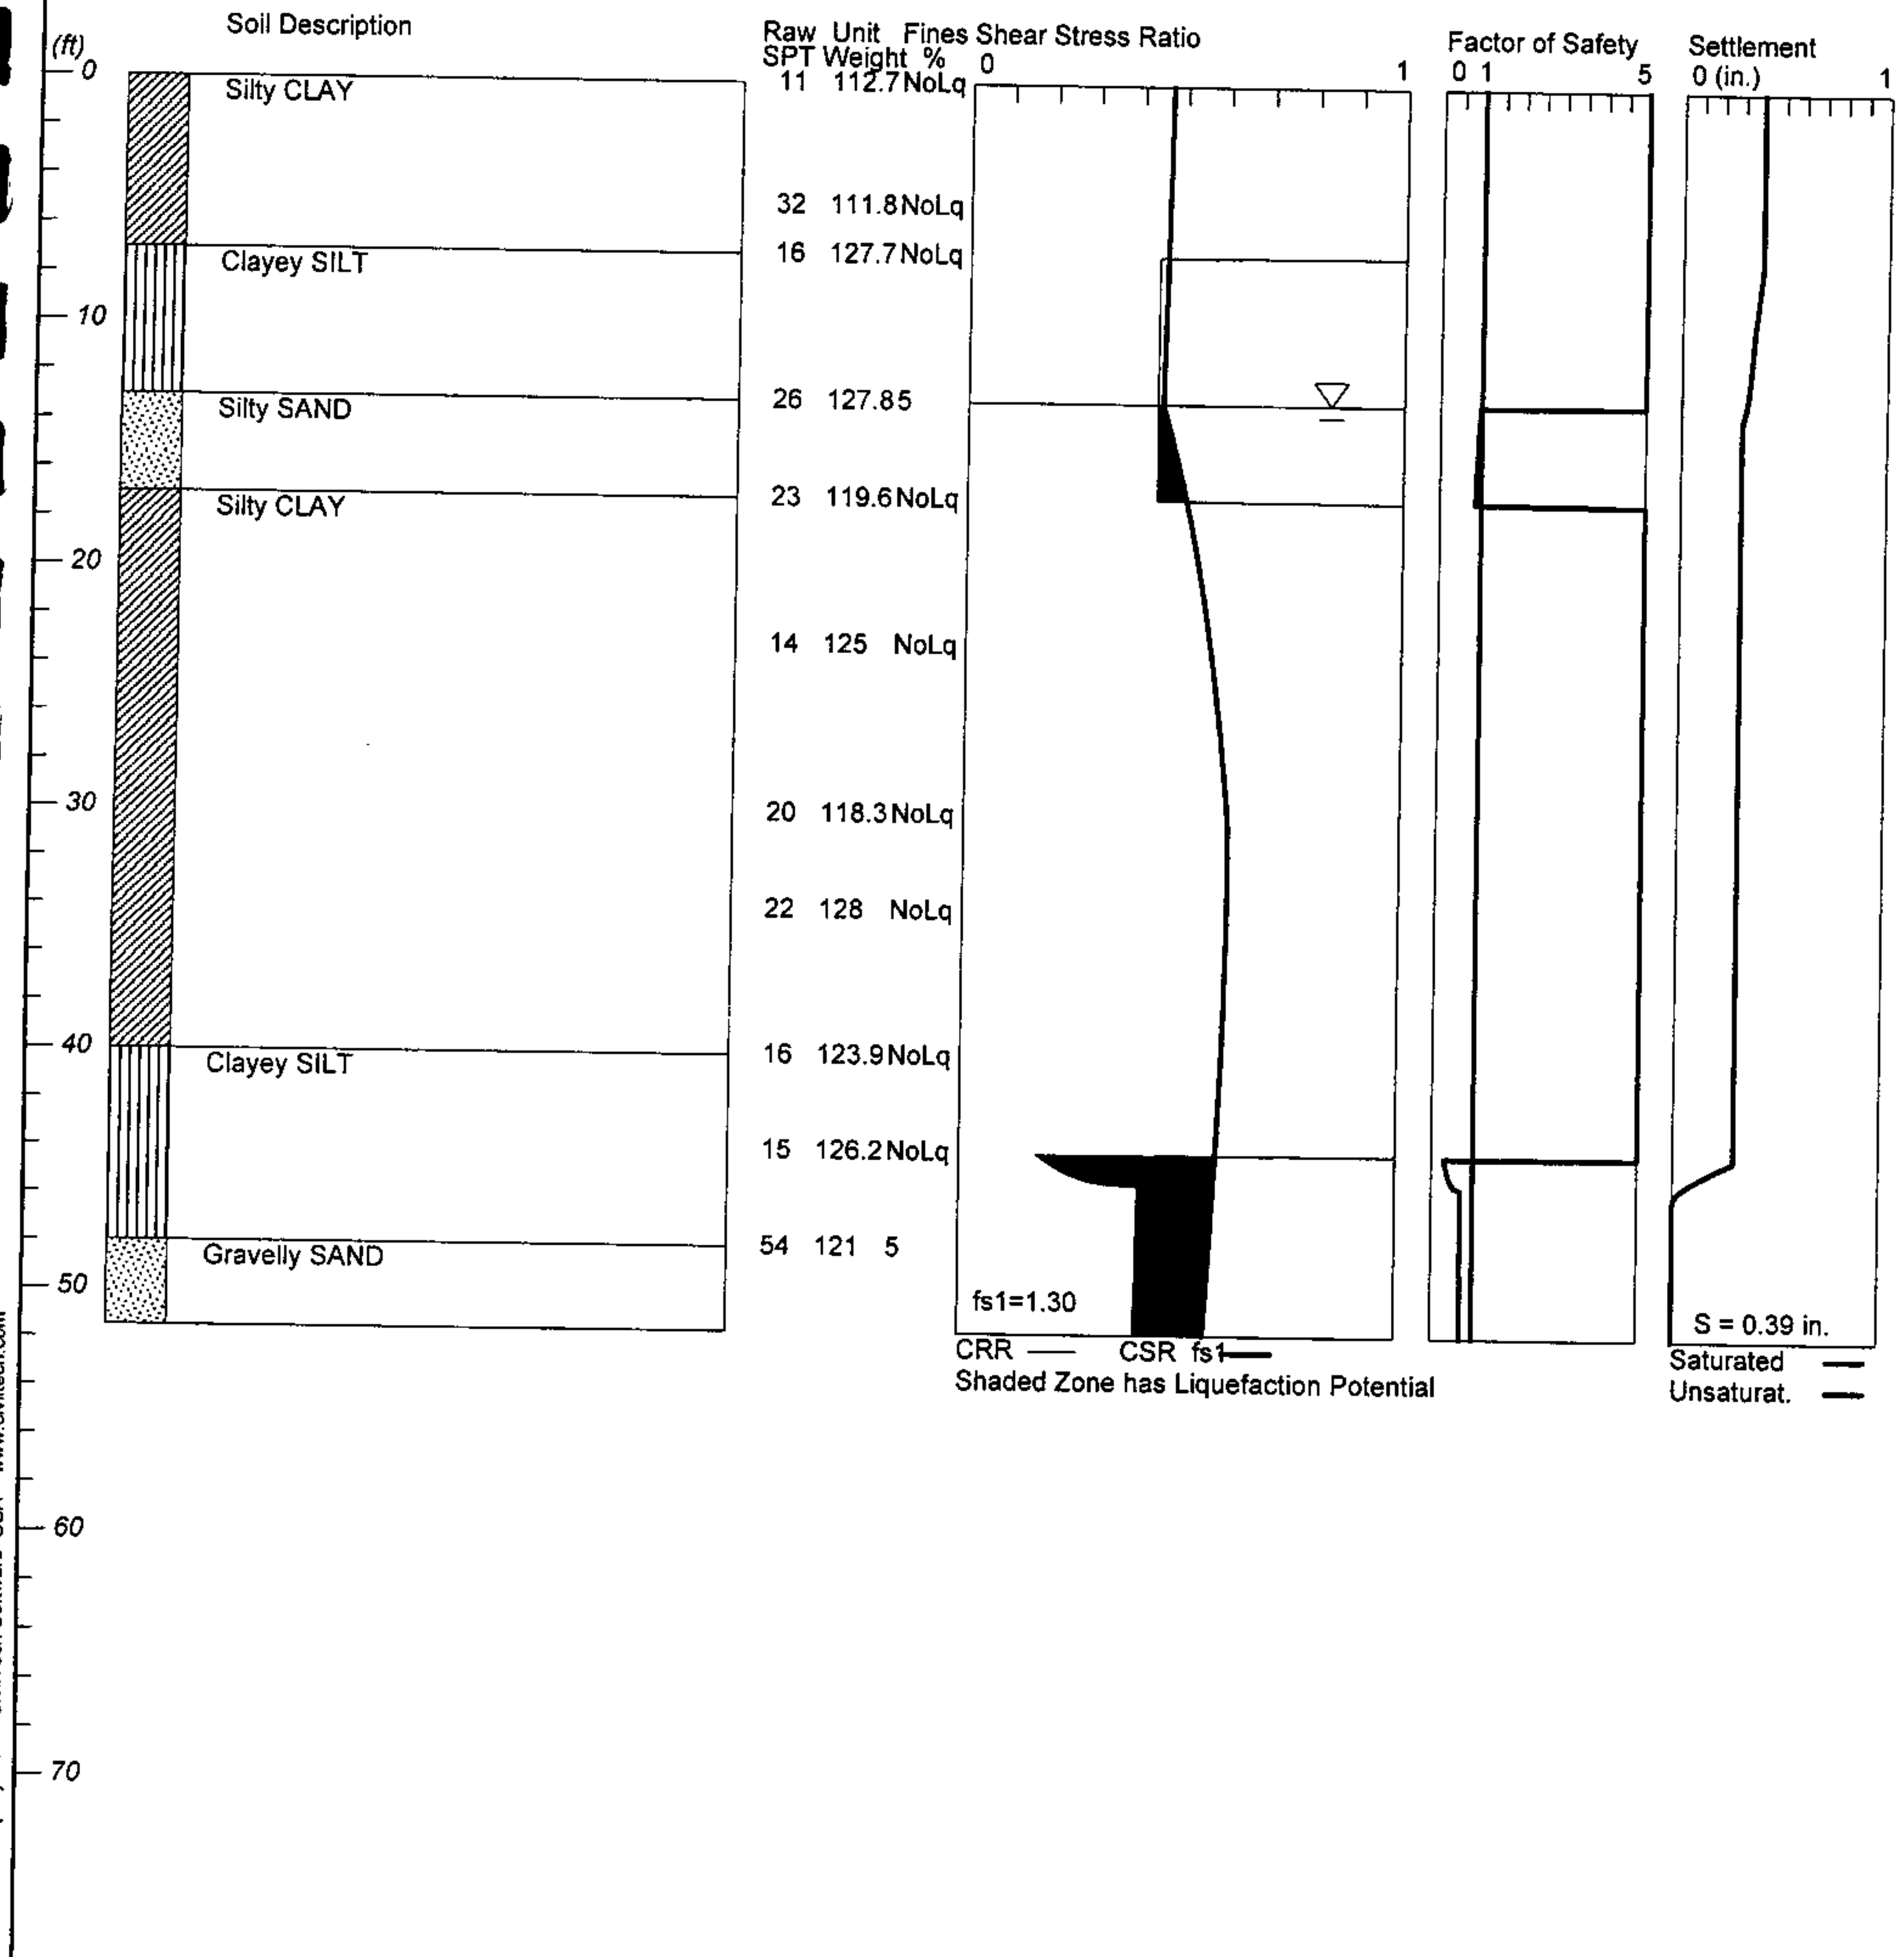 Soil Description
Raw Unit Fines Shear Stress Ratio
Factor of Safety
Settlement
(ft)
SPT Weight %
0 1
0 1 5
0 (in.) 1
0
Silty CLAY
11 112.7 NoLq
32 111.8 NoLq
Clayey SILT
16 127.7 NoLq
10
Silty SAND
26 127.85
Silty CLAY
23 119.6 NoLq
20
14 125 NoLq
30
20 118.3 NoLq
22 128 NoLq
40
Clayey SILT
16 123.9 NoLq
15 126.2 NoLq
Gravelly SAND
54 121 5
50
fs1=1.30
S = 0.39 in.
CRR CSR fs1
Shaded Zone has Liquefaction Potential
Saturated
Unsaturat.
60
70